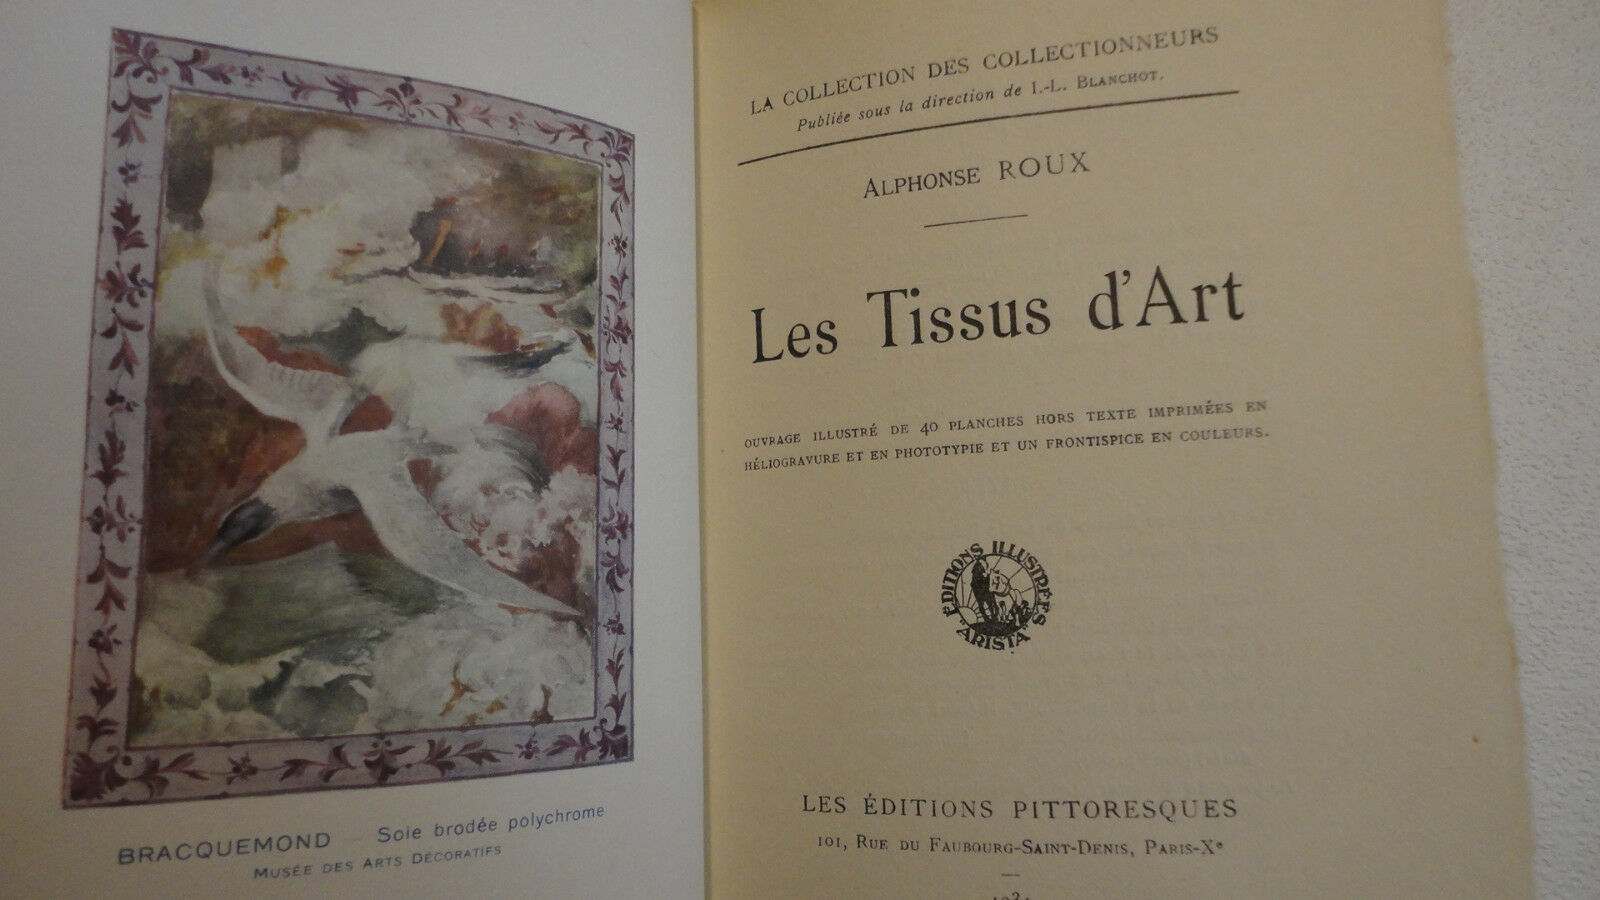 BRACQUEMOND — Soie brodée polychrome
MUSÉE DES ARTS DÉCORATIFS
LA COLLECTION DES COLLECTIONNEURS
Publiée sous la direction de I.-L. BLANCHOT.
ALPHONSE ROUX
Les Tissus d'Art
OUVRAGE ILLUSTRÉ DE 40 PLANCHES HORS TEXTE IMPRIMÉES EN
HÉLIOGRAVURE ET EN PHOTOTYPIE ET UN FRONTISPICE EN COULEURS.
ÉDITIONS ILLUSTRÉES
"ARISTA"
LES ÉDITIONS PITTORESQUES
101, RUE DU FAUBOURG-SAINT-DENIS, PARIS-Xe